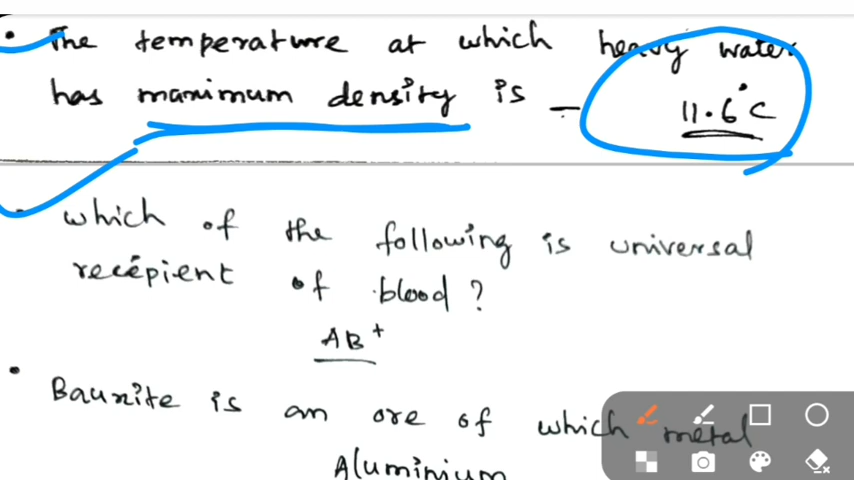 • The temperature at which heavy water
has maximum density is - 11.6°C
• which of the following is universal
recepient of blood?
AB+
• Bauxite is an ore of which metal
Aluminium